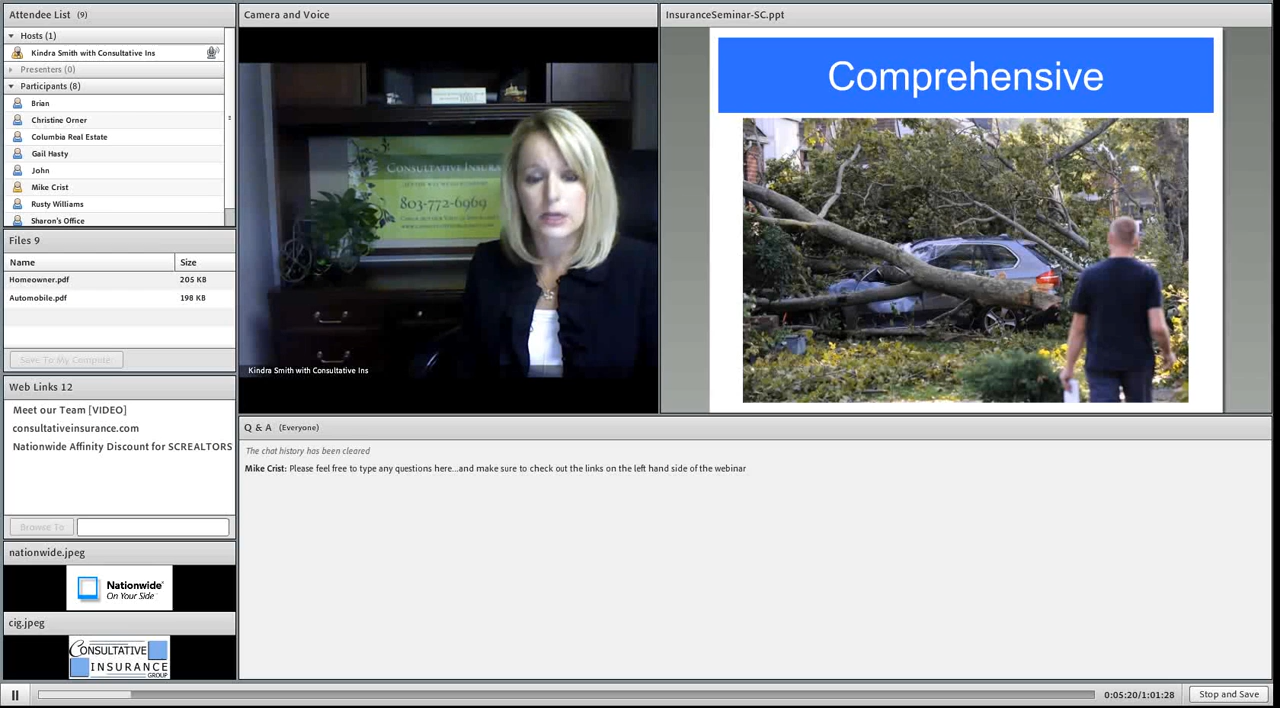 Attendee List (9)
Hosts (1)
Kindra Smith with Consultative Ins
Presenters (0)
Participants (8)
Brian
Christine Orner
Columbia Real Estate
Gail Hasty
John
Mike Crist
Rusty Williams
Sharon's Office
Files 9
Name Size
Homeowner.pdf 205 KB
Automobile.pdf 198 KB
Save To My Compute
Web Links 12
Meet our Team [VIDEO]
consultativeinsurance.com
Nationwide Affinity Discount for SCREALTORS
Browse To
nationwide.jpeg
Nationwide®
On Your Side™
cig.jpeg
CONSULTATIVE
INSURANCE
GROUP
Camera and Voice
CONSULTATIVE INSURA
803-772-6969
Kindra Smith with Consultative Ins
InsuranceSeminar-SC.ppt
Comprehensive
Q & A (Everyone)
The chat history has been cleared
Mike Crist: Please feel free to type any questions here...and make sure to check out the links on the left hand side of the webinar
0:05:20/1:01:28
Stop and Save